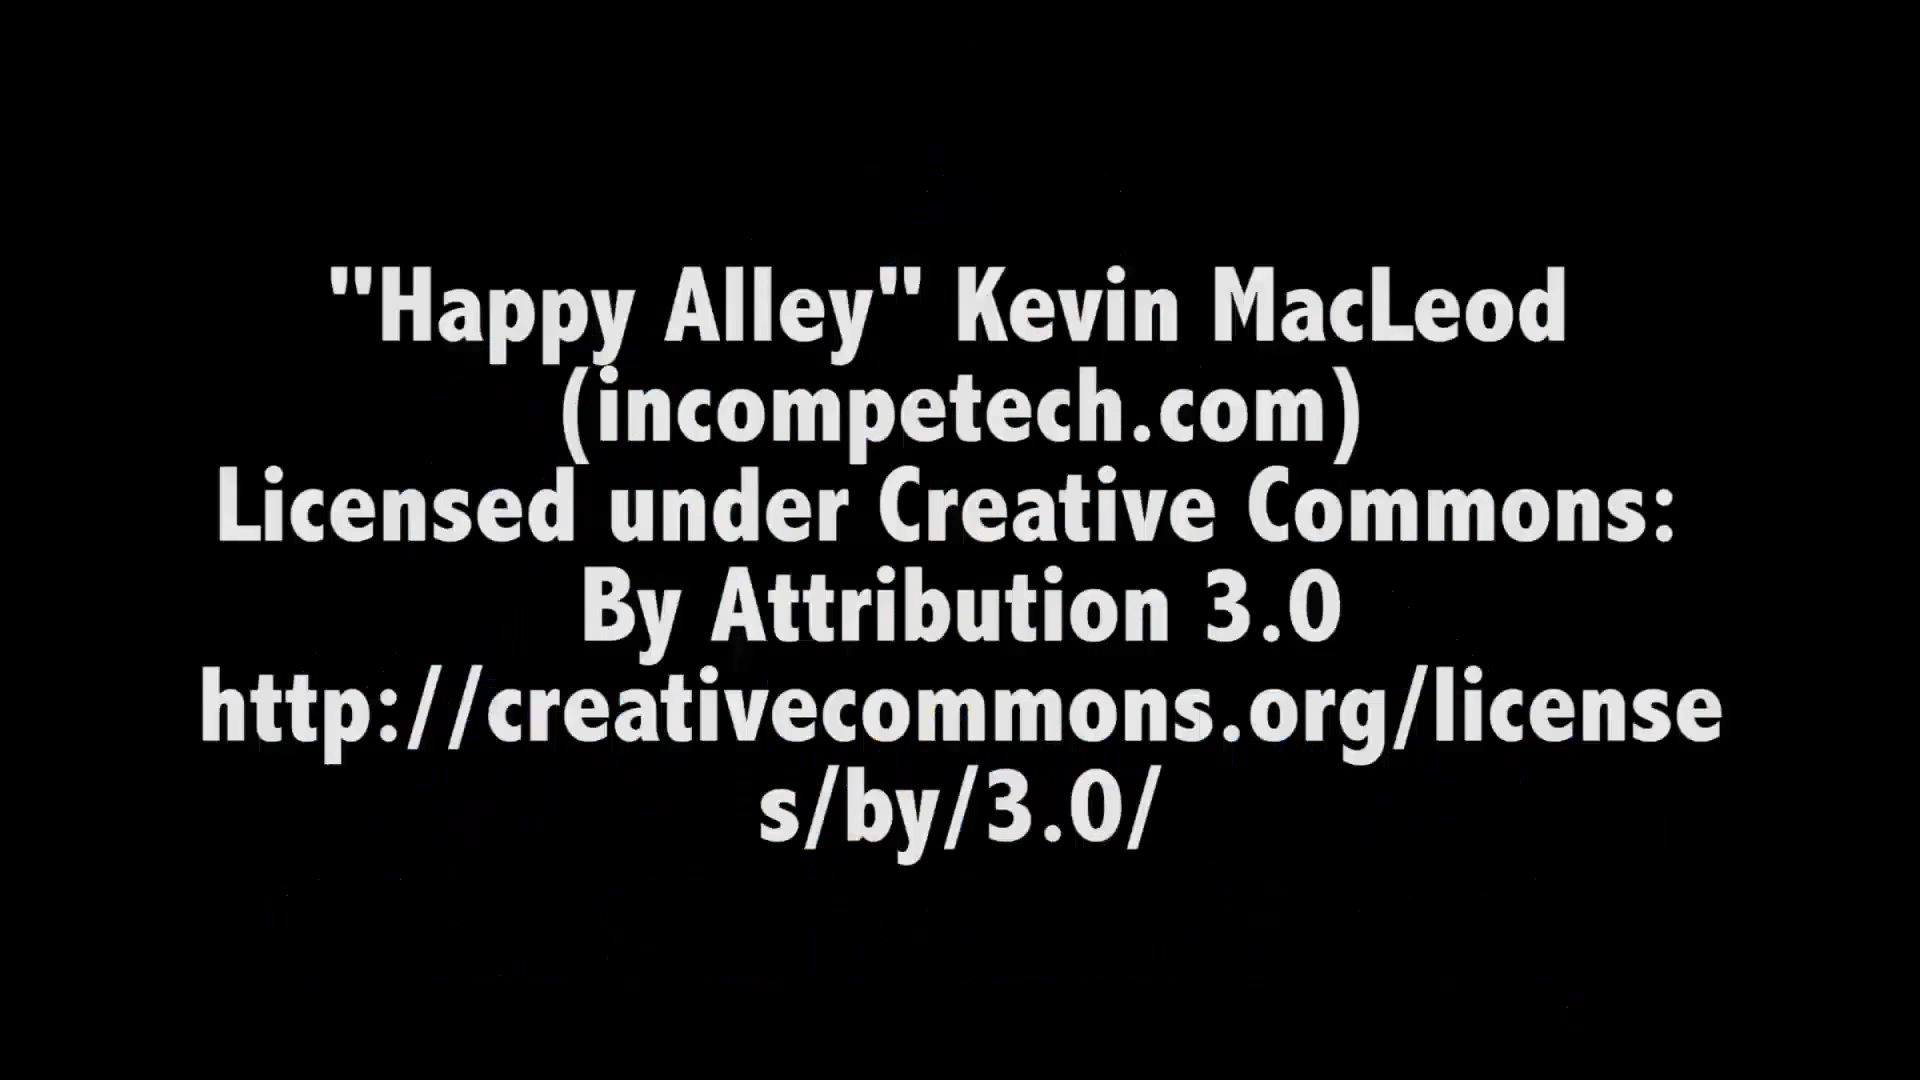 "Happy Alley" Kevin MacLeod
(incompetech.com)
Licensed under Creative Commons:
By Attribution 3.0
http://creativecommons.org/license
s/by/3.0/